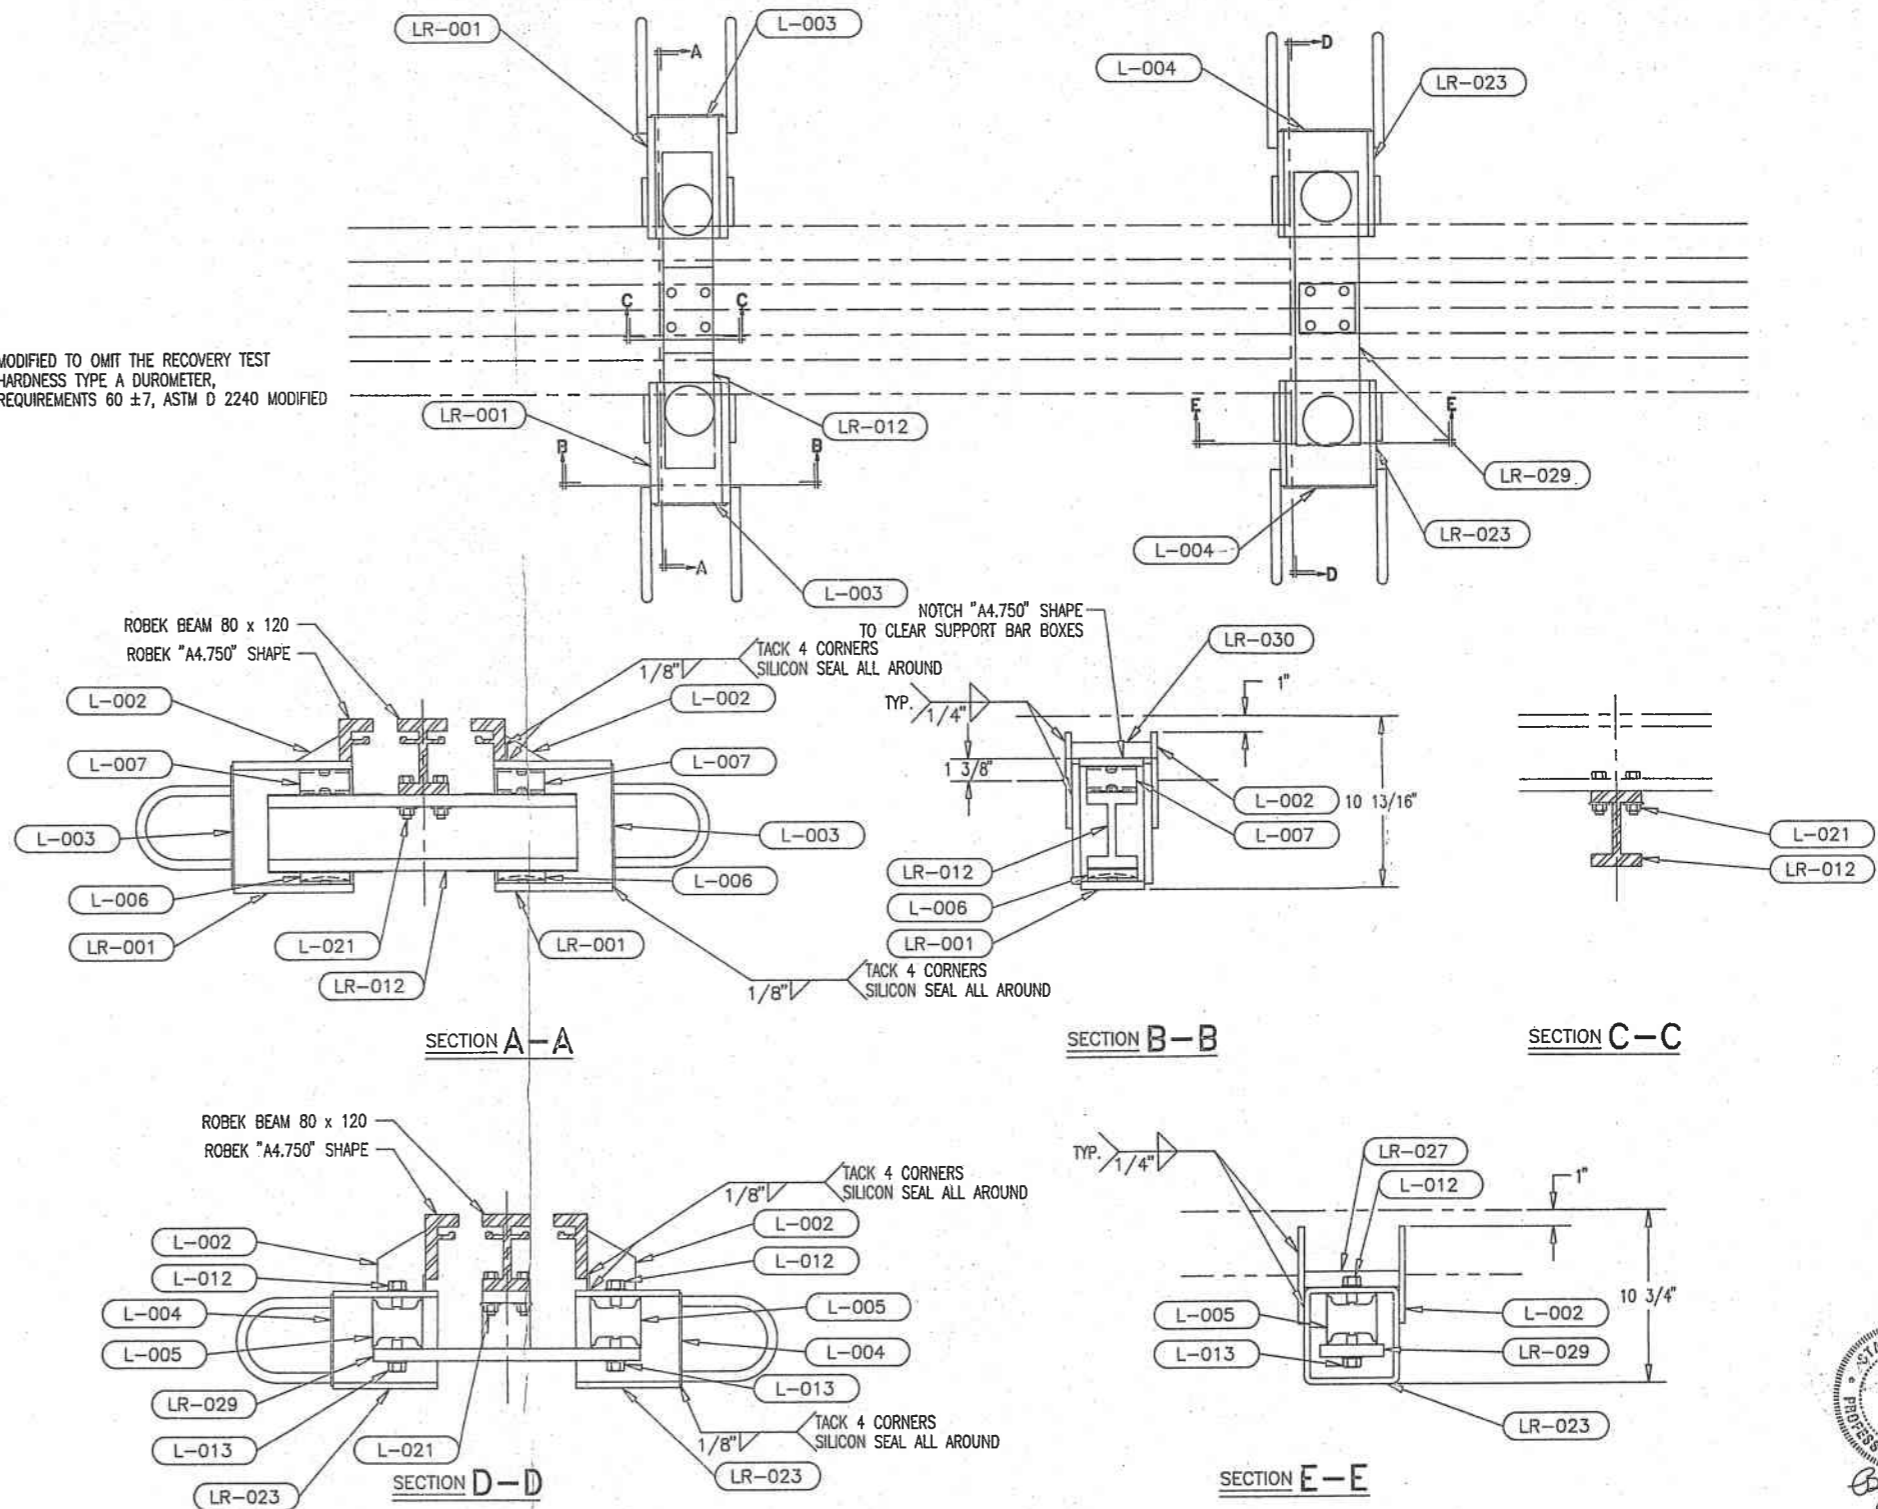 LR-001
L-003
A
D
L-004
LR-023
C C
MODIFIED TO OMIT THE RECOVERY TEST
HARDNESS TYPE A DUROMETER,
REQUIREMENTS 60 ±7, ASTM D 2240 MODIFIED
LR-001
LR-012
B B
E E
LR-029
LR-023
L-004
A
D
L-003
ROBEK BEAM 80 x 120
ROBEK "A4.750" SHAPE
1/8"
TACK 4 CORNERS
SILICON SEAL ALL AROUND
L-002
L-002
L-007
L-007
L-003
L-003
L-006
L-006
LR-001
L-021
LR-001
LR-012
1/8"
TACK 4 CORNERS
SILICON SEAL ALL AROUND
SECTION A-A
NOTCH "A4.750" SHAPE
TO CLEAR SUPPORT BAR BOXES
LR-030
TYP.
1/4"
1"
1 3/8"
L-002
10 13/16"
L-007
LR-012
L-006
LR-001
SECTION B-B
L-021
LR-012
SECTION C-C
ROBEK BEAM 80 x 120
ROBEK "A4.750" SHAPE
1/8"
TACK 4 CORNERS
SILICON SEAL ALL AROUND
L-002
L-002
L-012
L-012
L-004
L-005
L-005
L-004
LR-029
L-013
L-013
L-021
1/8"
TACK 4 CORNERS
SILICON SEAL ALL AROUND
LR-023
LR-023
SECTION D-D
TYP.
1/4"
LR-027
L-012
1"
10 3/4"
L-005
L-002
L-013
LR-029
LR-023
SECTION E-E
STA
PROFESS